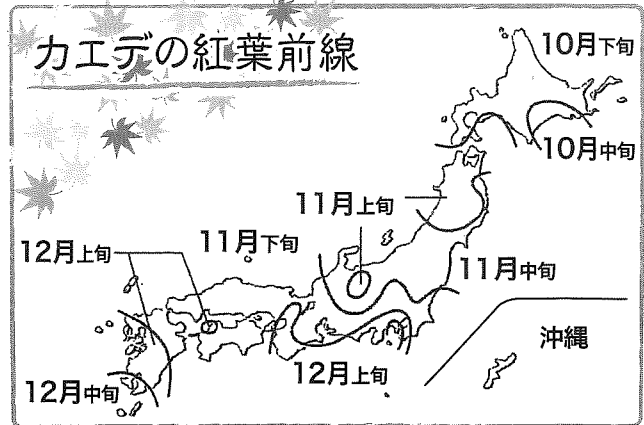 カエデの紅葉前線
10月下旬
10月中旬
11月上旬
11月下旬
12月上旬
11月中旬
沖縄
12月上旬
12月中旬